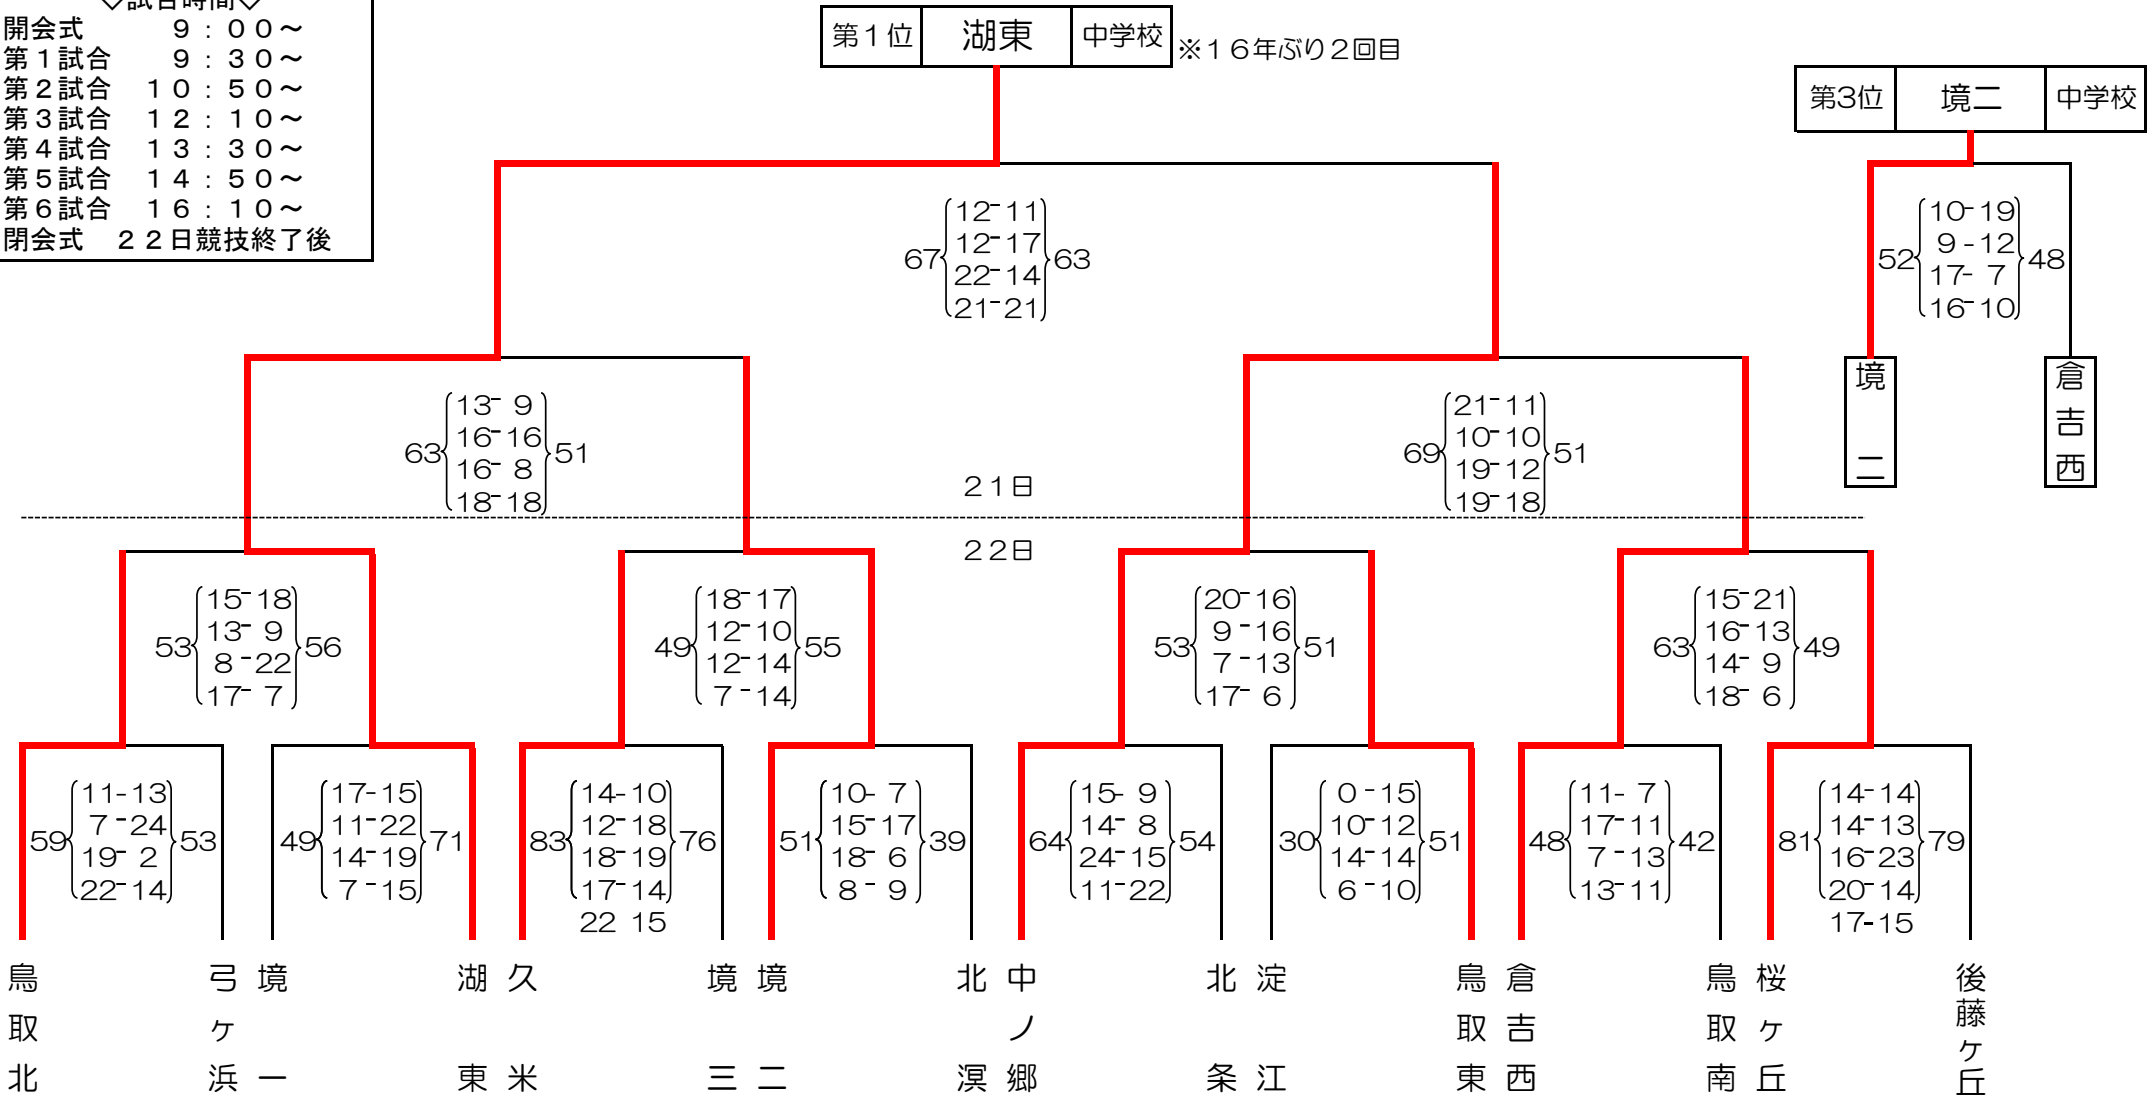 ◇試合時間◇
開会式　９：００～
第１試合　９：３０～
第２試合　１０：５０～
第３試合　１２：１０～
第４試合　１３：３０～
第５試合　１４：５０～
第６試合　１６：１０～
閉会式　２２日競技終了後
第１位 湖東 中学校
※１６年ぶり２回目
第3位 境二 中学校
67 63
12-11
12-17
22-14
21-21
52 48
10-19
9-12
17-7
16-10
境二
倉吉西
63 51
13-9
16-16
16-8
18-18
69 51
21-11
10-10
19-12
19-18
２１日
２２日
53 56
15-18
13-9
8-22
17-7
49 55
18-17
12-10
12-14
7-14
53 51
20-16
9-16
7-13
17-6
63 49
15-21
16-13
14-9
18-6
59 53
11-13
7-24
19-2
22-14
49 71
17-15
11-22
14-19
7-15
83 76
14-10
12-18
18-19
17-14
22 15
51 39
10-7
15-17
18-6
8-9
64 54
15-9
14-8
24-15
11-22
30 51
0-15
10-12
14-14
6-10
48 42
11-7
17-11
7-13
13-11
81 79
14-14
14-13
16-23
20-14
17-15
鳥取北
弓ヶ浜
境一
湖東
久米
境三
境二
北溟
中ノ郷
北条
淀江
鳥取東
倉吉西
鳥取南
桜ヶ丘
後藤ヶ丘